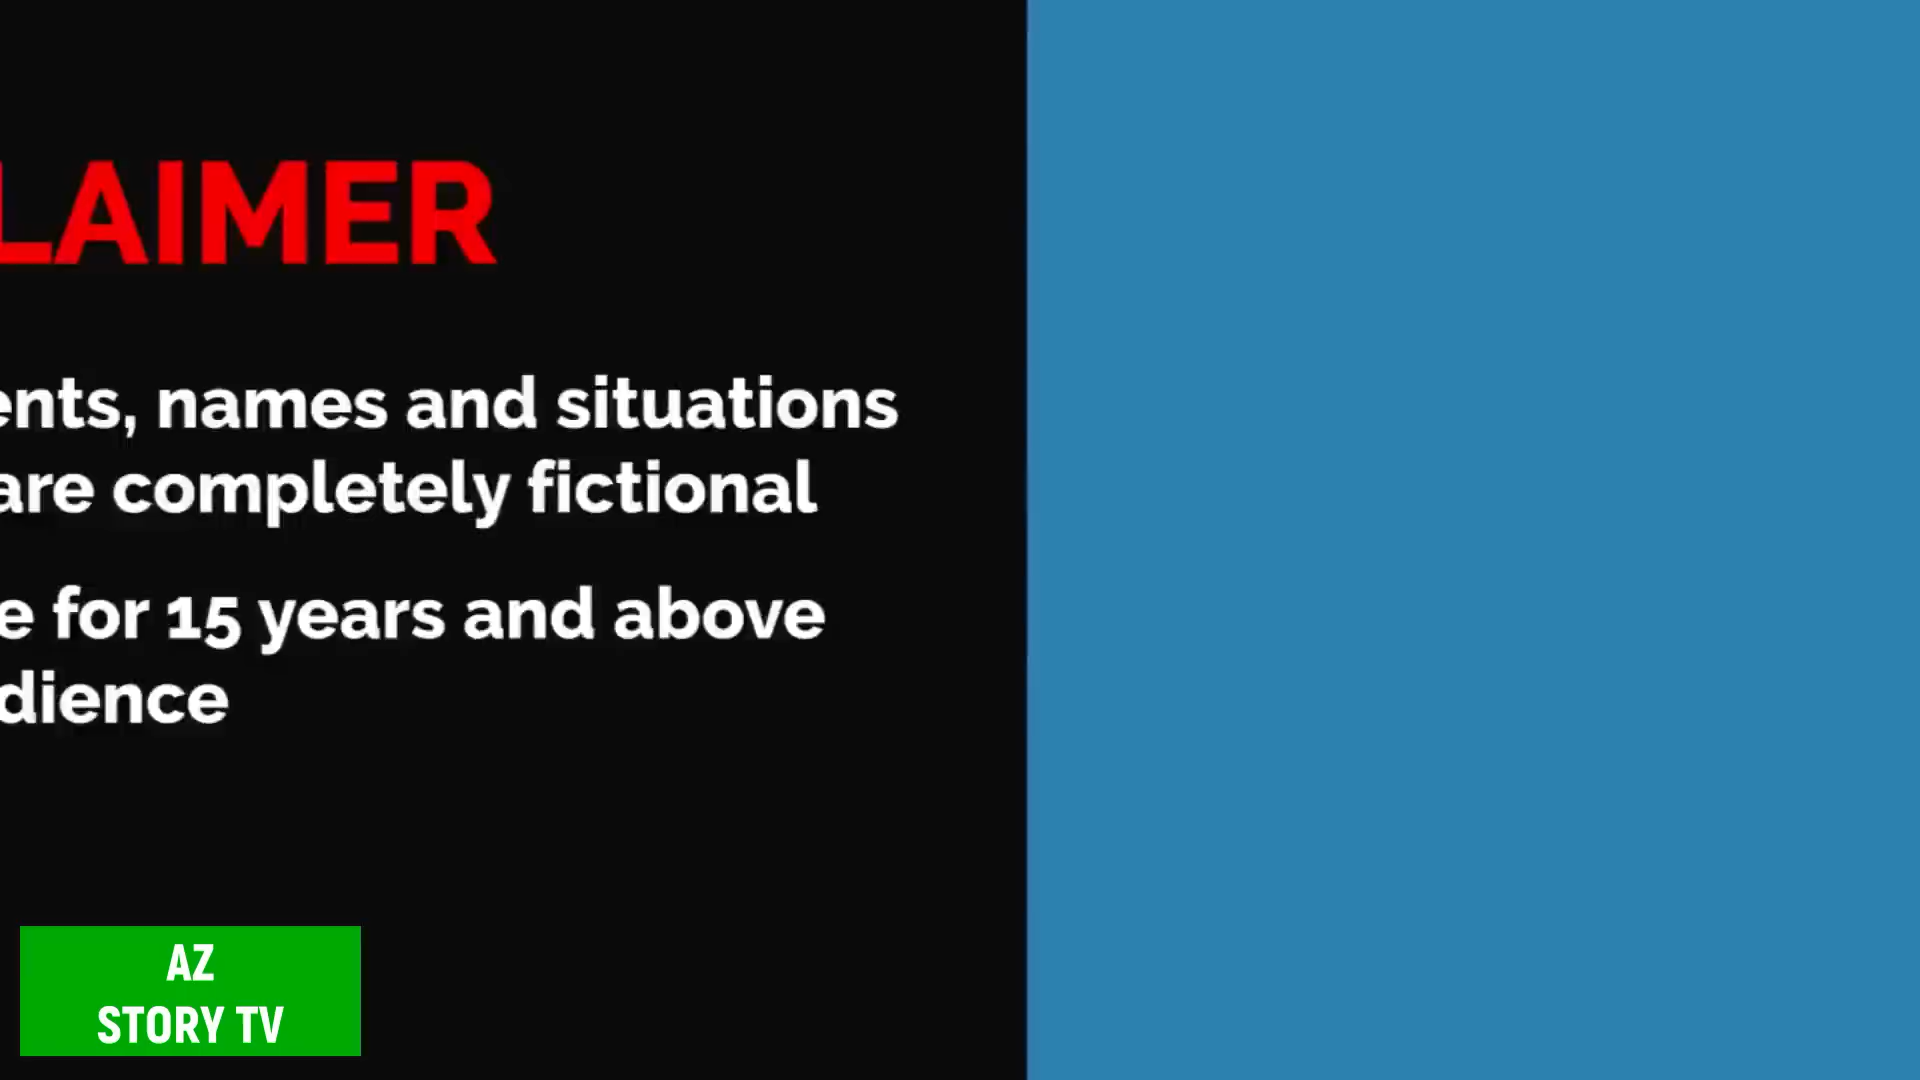 LAIMER
ents, names and situations
are completely fictional
e for 15 years and above
dience
AZ
STORY TV